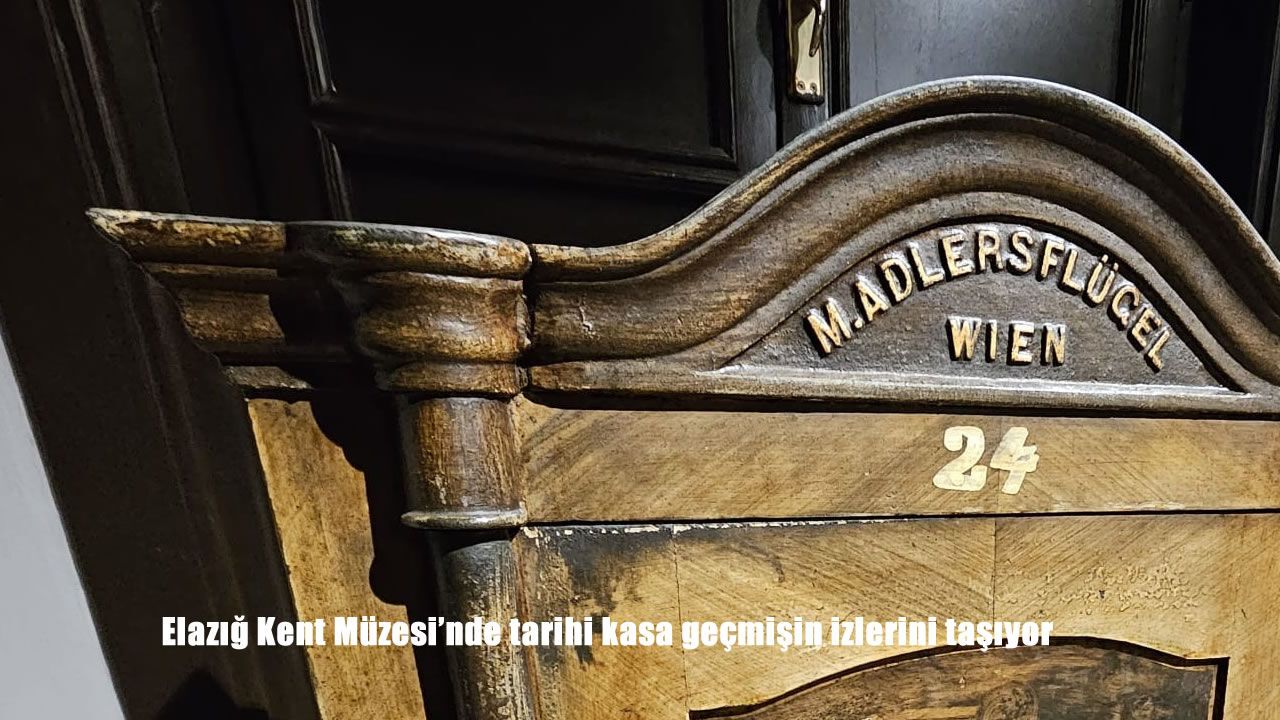 M. ADLERSFLÜGEL
WIEN
24
Elazığ Kent Müzesi’nde tarihi kasa geçmişin izlerini taşıyor